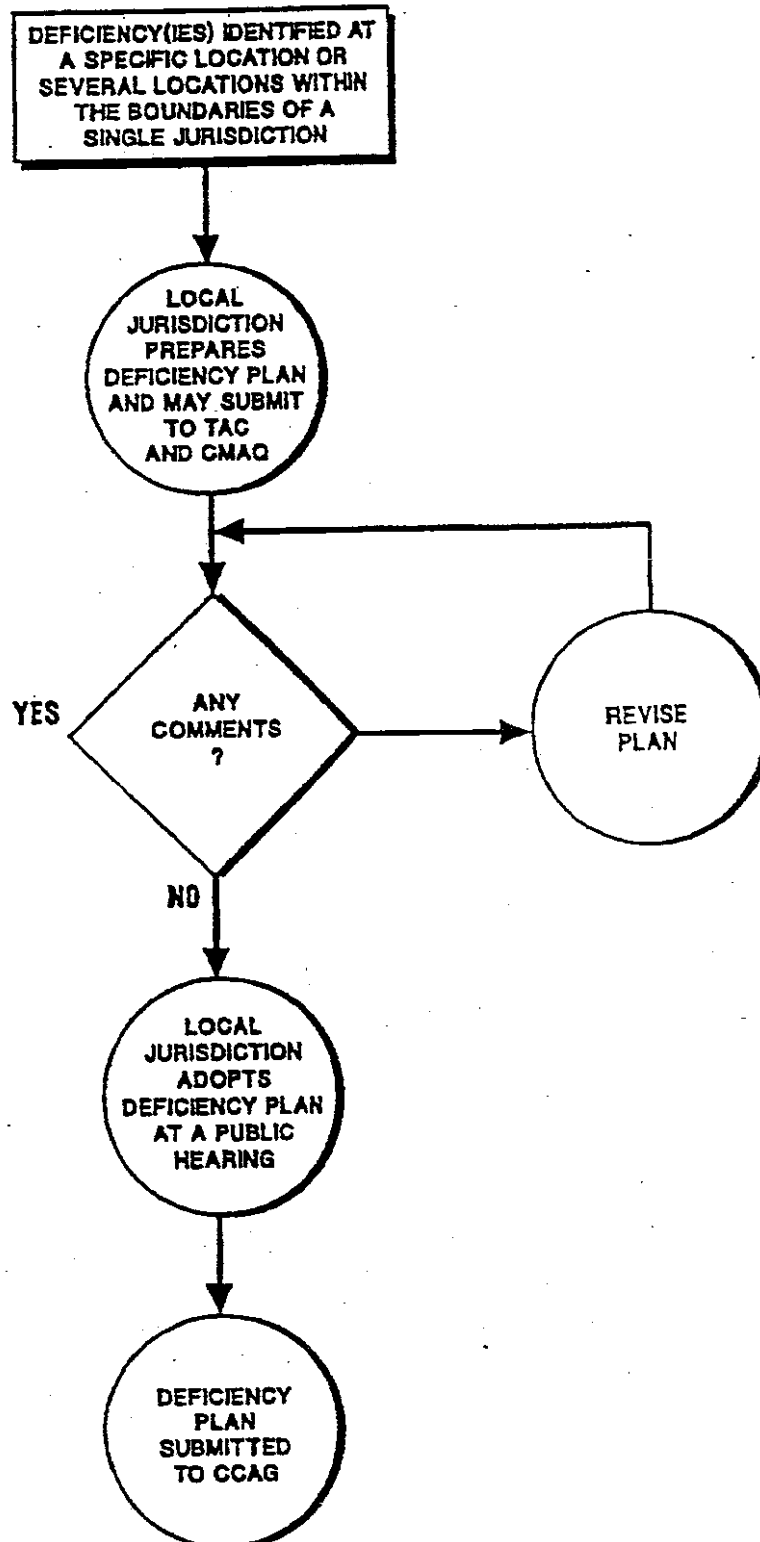 DEFICIENCY(IES) IDENTIFIED AT
A SPECIFIC LOCATION OR
SEVERAL LOCATIONS WITHIN
THE BOUNDARIES OF A
SINGLE JURISDICTION
LOCAL
JURISDICTION
PREPARES
DEFICIENCY PLAN
AND MAY SUBMIT
TO TAC
AND CMAQ
YES
ANY
COMMENTS
?
REVISE
PLAN
NO
LOCAL
JURISDICTION
ADOPTS
DEFICIENCY PLAN
AT A PUBLIC
HEARING
DEFICIENCY
PLAN
SUBMITTED
TO CCAG